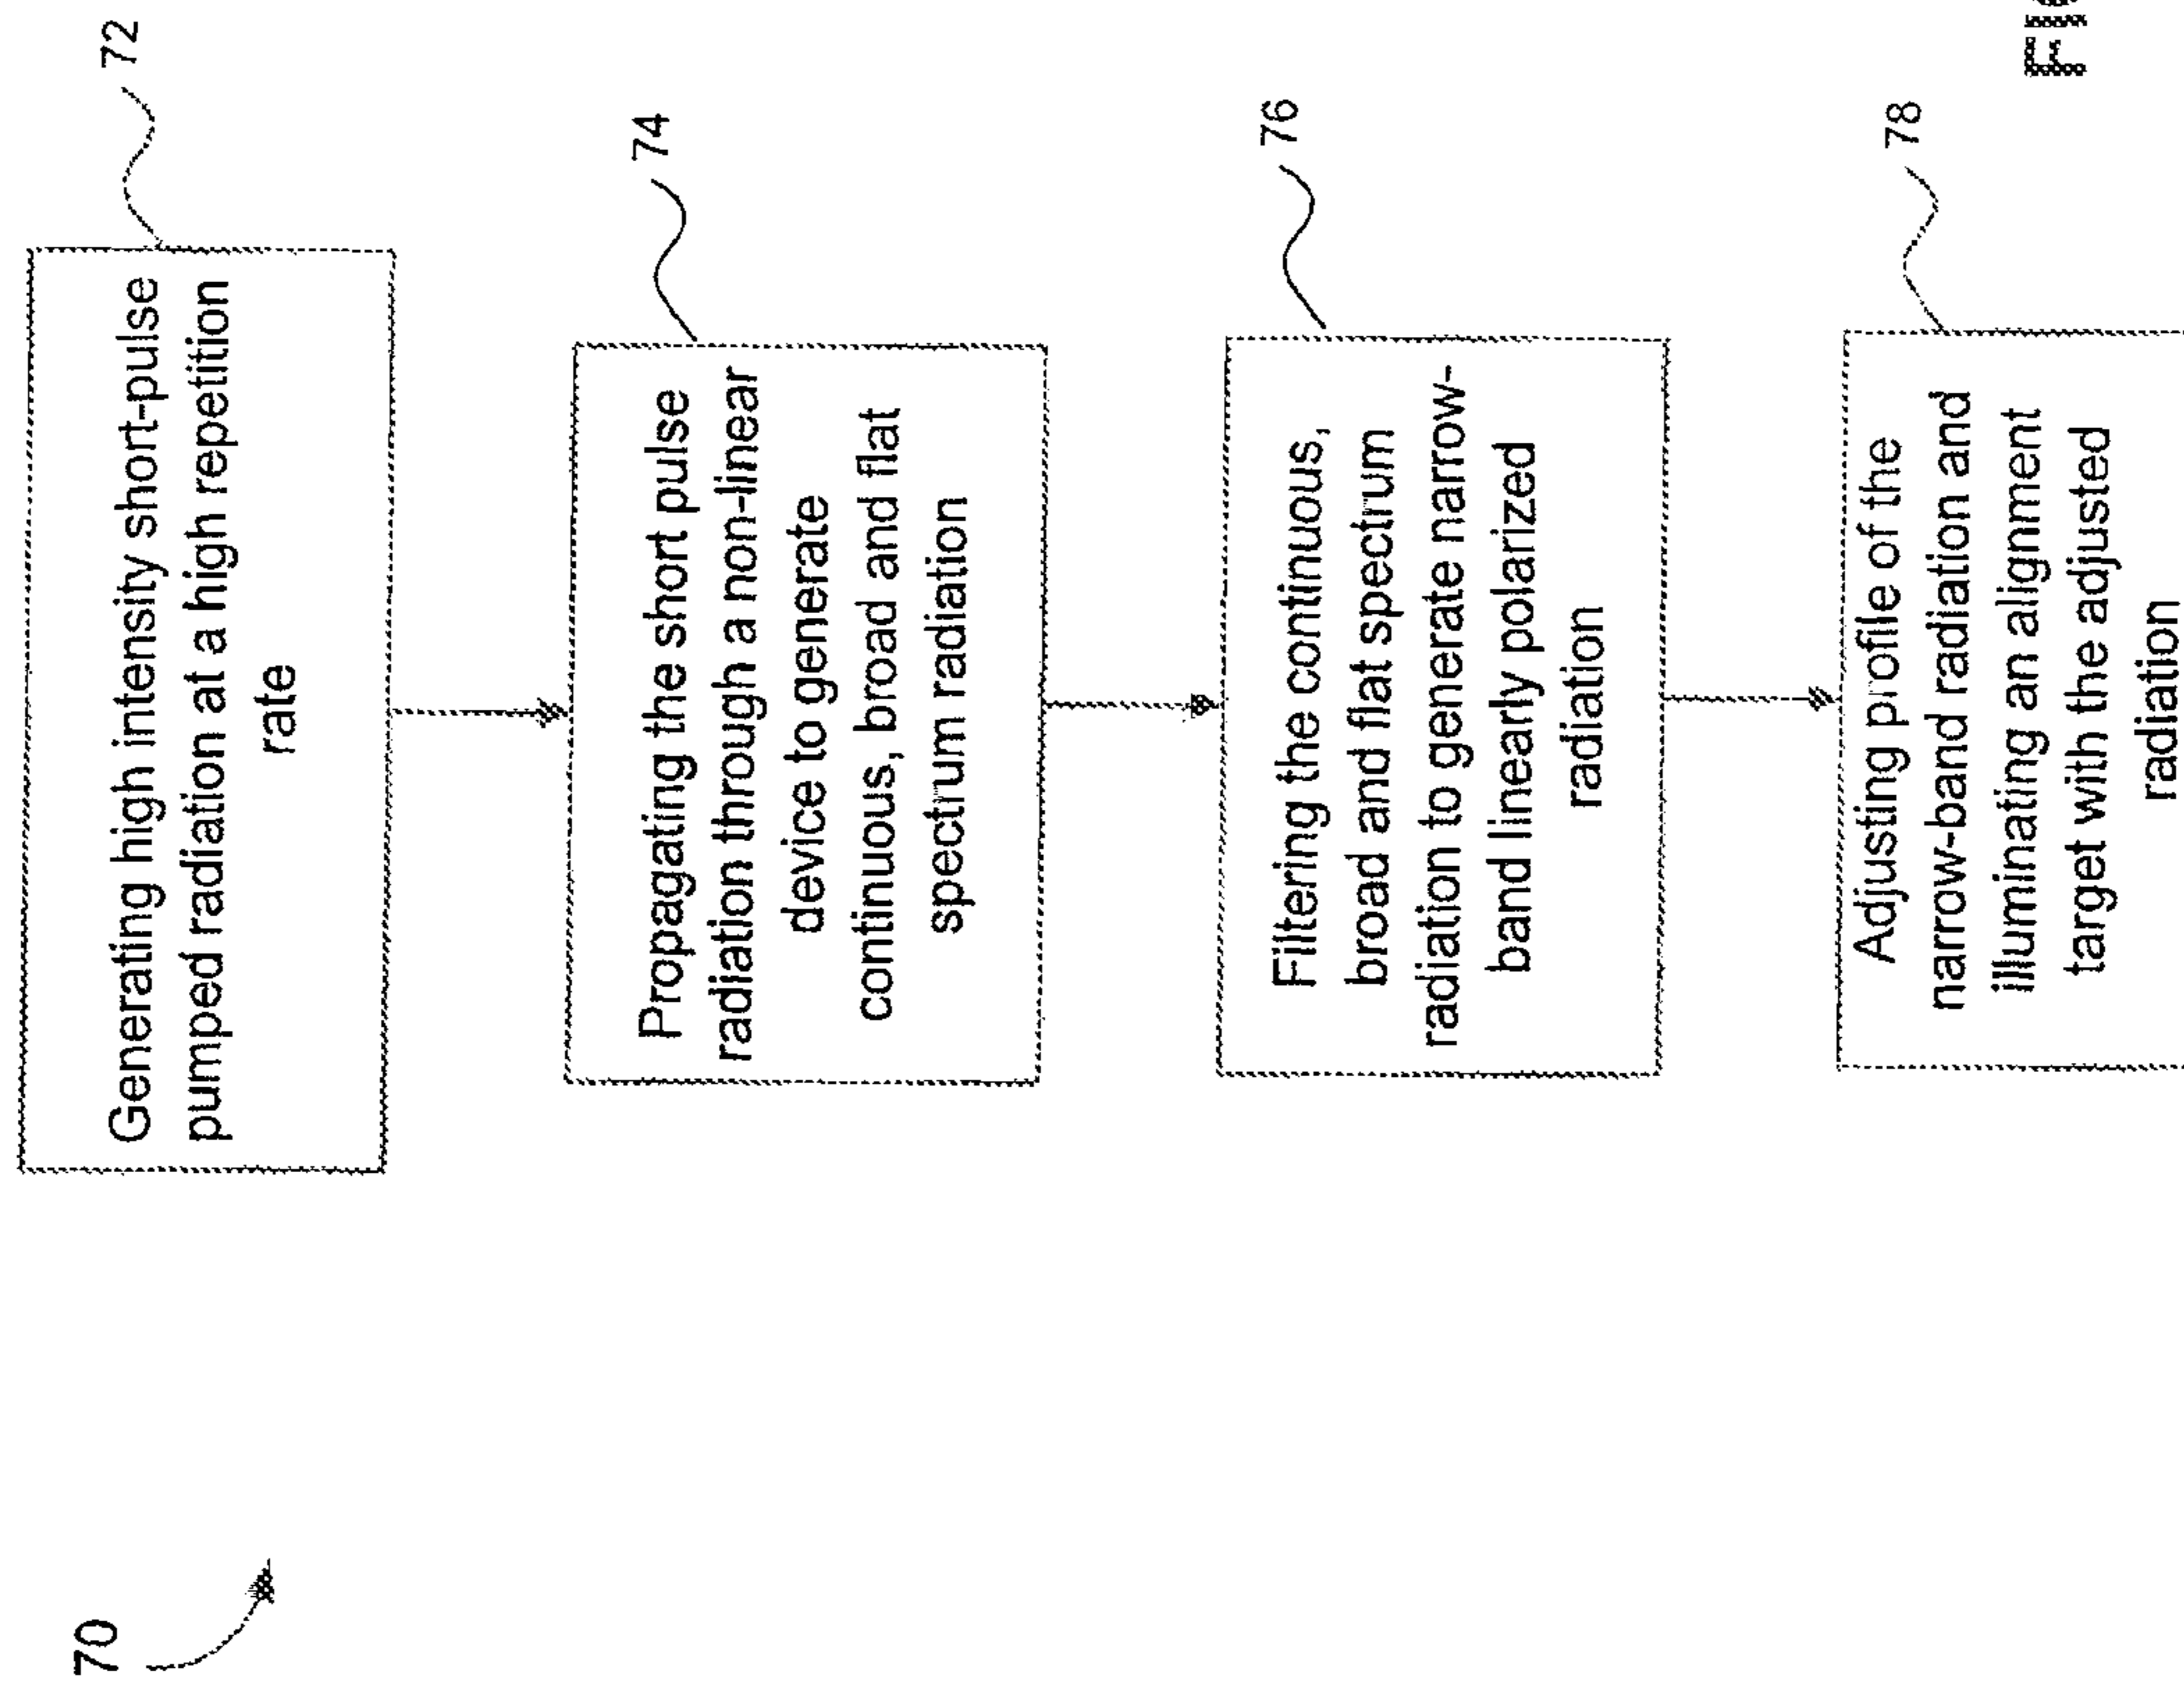 70
Generating high intensity short-pulse
pumped radiation at a high repetition
rate
72
Propagating the short pulse
radiation through a non-linear
device to generate
continuous, broad and flat
spectrum radiation
74
Filtering the continuous,
broad and flat spectrum
radiation to generate narrow-
band linearly polarized
radiation
76
Adjusting profile of the
narrow-band radiation and
illuminating an alignment
target with the adjusted
radiation
78